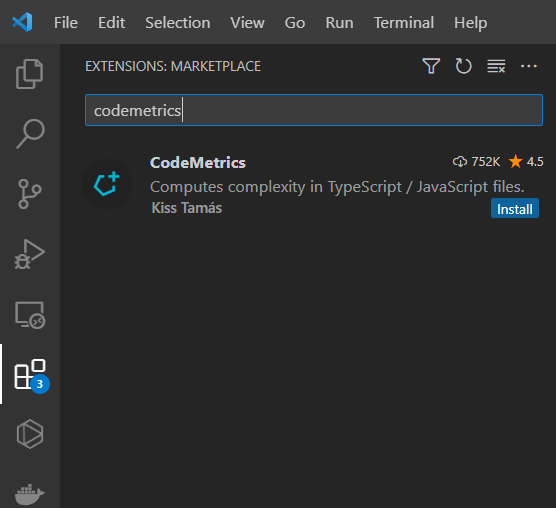 File Edit Selection View Go Run Terminal Help
EXTENSIONS: MARKETPLACE
codemetrics
CodeMetrics 752K 4.5
Computes complexity in TypeScript / JavaScript files.
Kiss Tamás Install
3